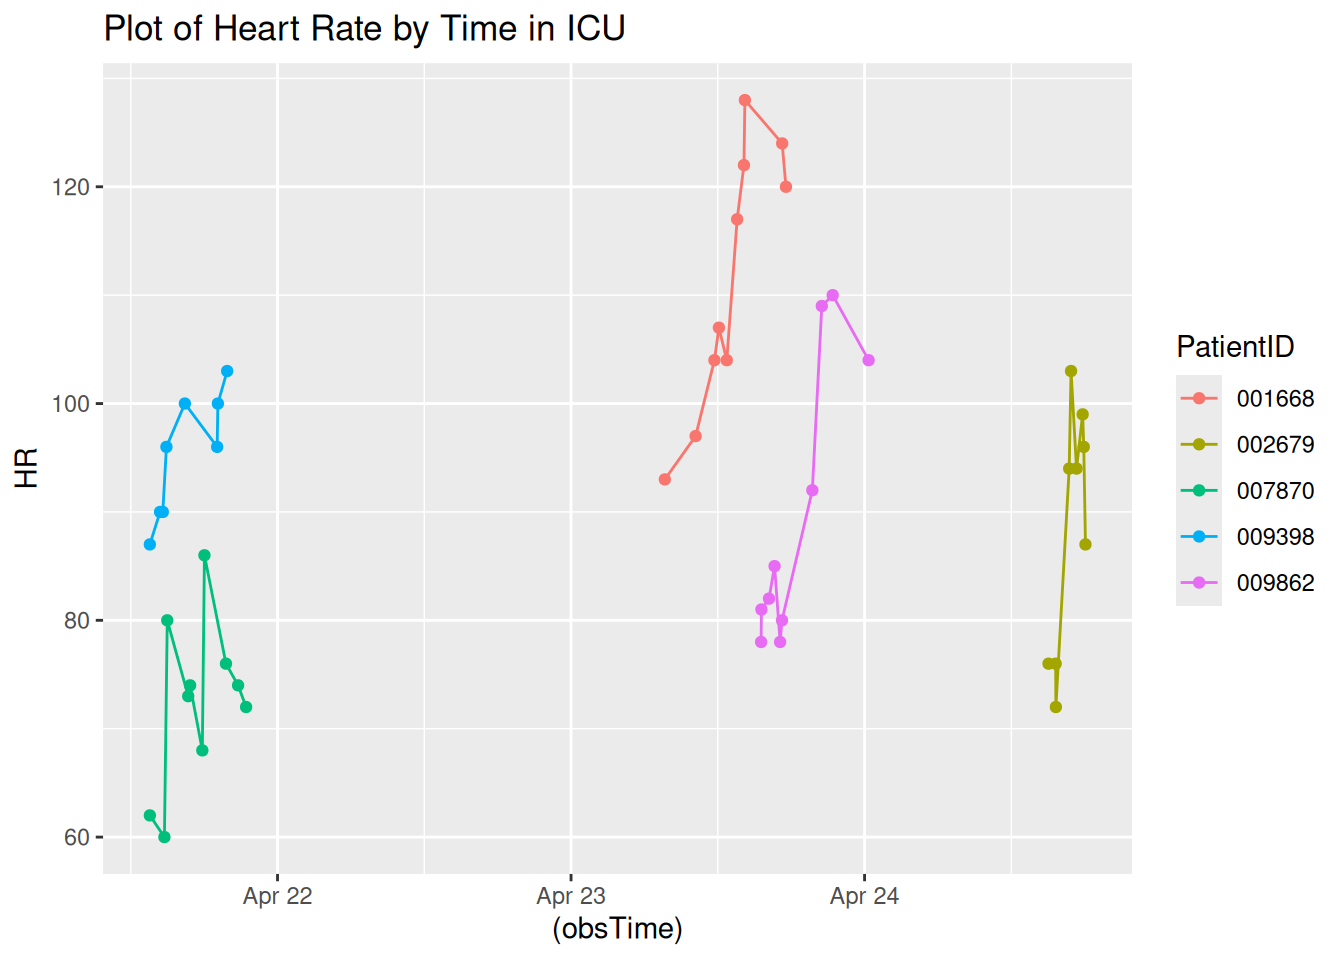 Plot of Heart Rate by Time in ICU
120
100
80
60
HR
Apr 22
Apr 23
Apr 24
(obsTime)
PatientID
001668
002679
007870
009398
009862